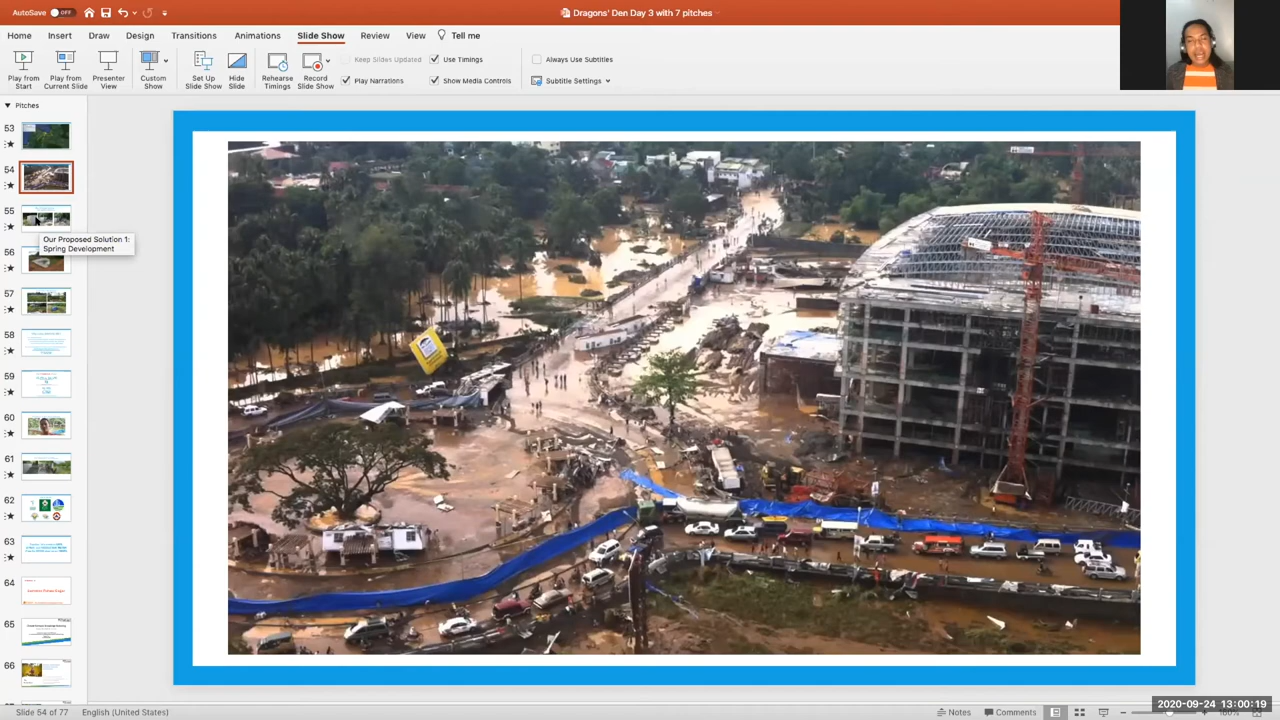 AutoSave OFF
Dragons' Den Day 3 with 7 pitches
Home Insert Draw Design Transitions Animations Slide Show Review View Tell me
Play from Start
Play from Current Slide
Presenter View
Custom Show
Set Up Slide Show
Hide Slide
Rehearse Timings
Record Slide Show
Keep Slides Updated
Use Timings
Play Narrations
Show Media Controls
Always Use Subtitles
Subtitle Settings
Pitches
53
54
55
Our Proposed Solution 1:
Spring Development
56
57
58
59
60
61
62
63
64
65
66
Slide 54 of 77
English (United States)
Notes
Comments
2020-09-24 13:00:19